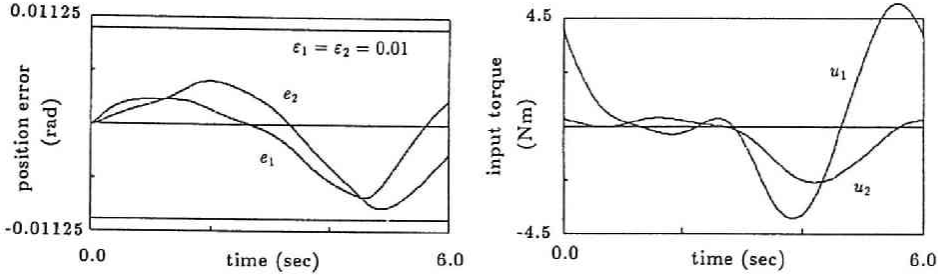 0.01125
ε₁ = ε₂ = 0.01
position error
(rad)
e₂
e₁
-0.01125
0.0
time (sec)
6.0
4.5
input torque
(Nm)
u₁
u₂
-4.5
0.0
time (sec)
6.0